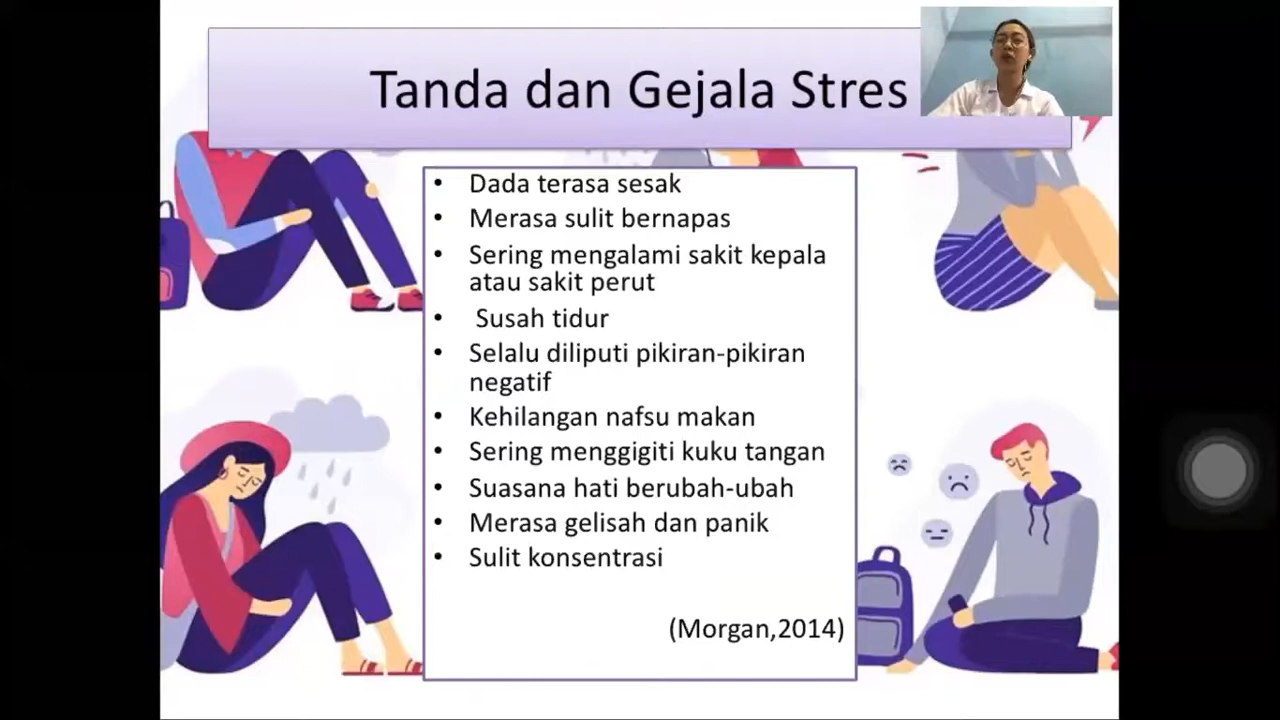 Tanda dan Gejala Stres
• Dada terasa sesak
• Merasa sulit bernapas
• Sering mengalami sakit kepala
atau sakit perut
• Susah tidur
• Selalu diliputi pikiran-pikiran
negatif
• Kehilangan nafsu makan
• Sering menggigiti kuku tangan
• Suasana hati berubah-ubah
• Merasa gelisah dan panik
• Sulit konsentrasi
(Morgan,2014)